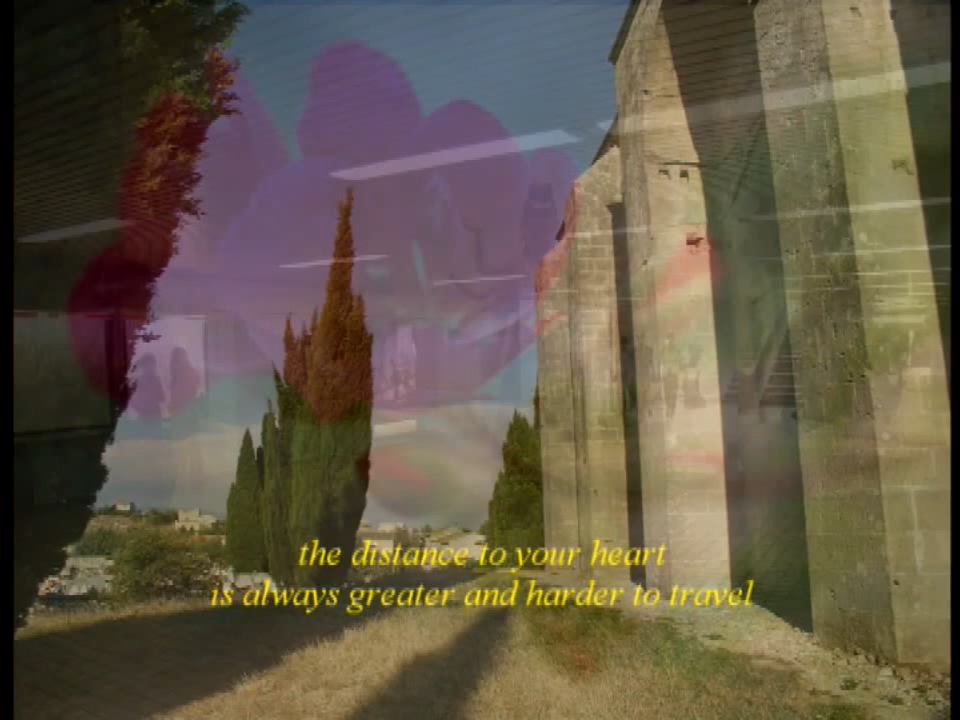 the distance to your heart
is always greater and harder to travel